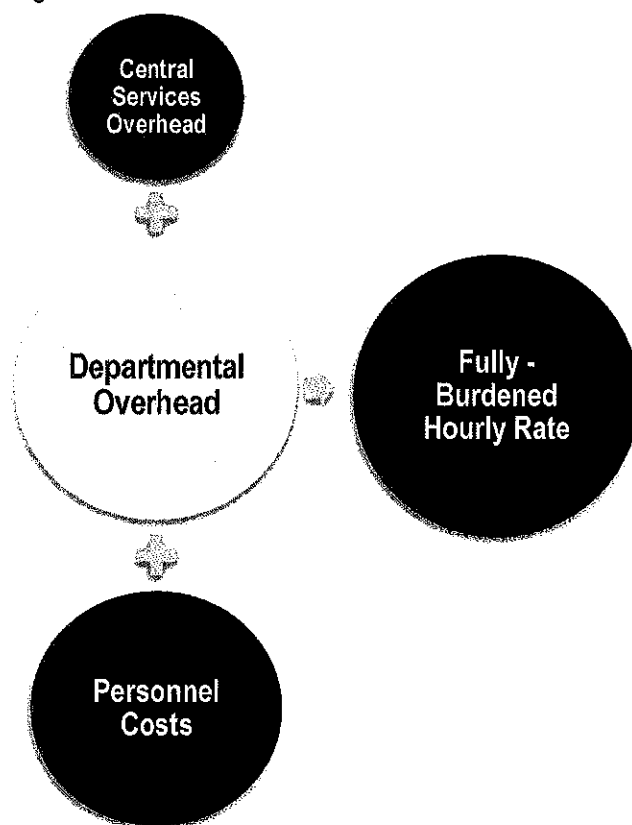 Central
Services
Overhead
Departmental
Overhead
Fully -
Burdened
Hourly Rate
Personnel
Costs